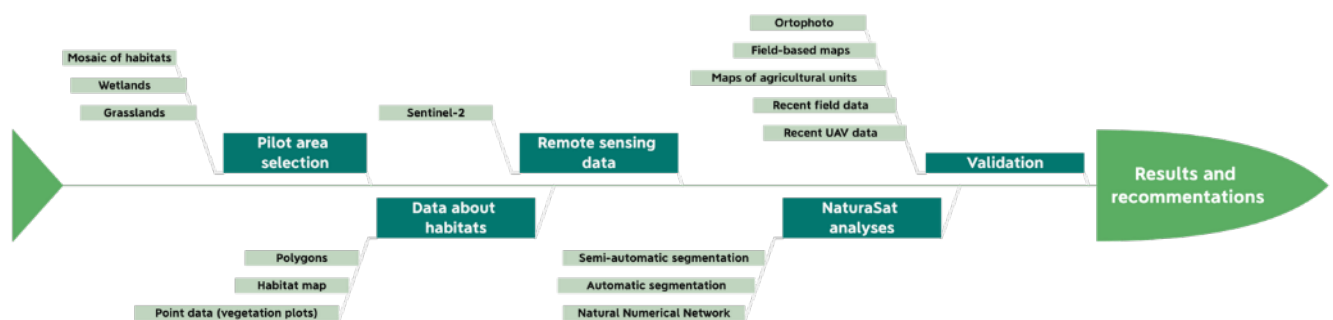 Ortophoto
Field-based maps
Maps of agricultural units
Recent field data
Recent UAV data
Mosaic of habitats
Wetlands
Grasslands
Sentinel-2
Pilot area
selection
Remote sensing
data
Validation
Results and
recommentations
Data about
habitats
NaturaSat
analyses
Polygons
Habitat map
Point data (vegetation plots)
Semi-automatic segmentation
Automatic segmentation
Natural Numerical Network